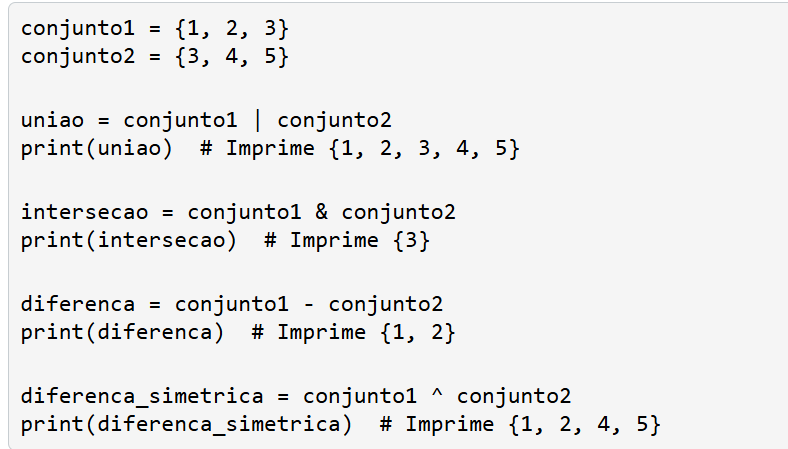 conjunto1 = {1, 2, 3}
conjunto2 = {3, 4, 5}
uniao = conjunto1 | conjunto2
print(uniao)  # Imprime {1, 2, 3, 4, 5}
intersecao = conjunto1 & conjunto2
print(intersecao)  # Imprime {3}
diferenca = conjunto1 - conjunto2
print(diferenca)  # Imprime {1, 2}
diferenca_simetrica = conjunto1 ^ conjunto2
print(diferenca_simetrica)  # Imprime {1, 2, 4, 5}